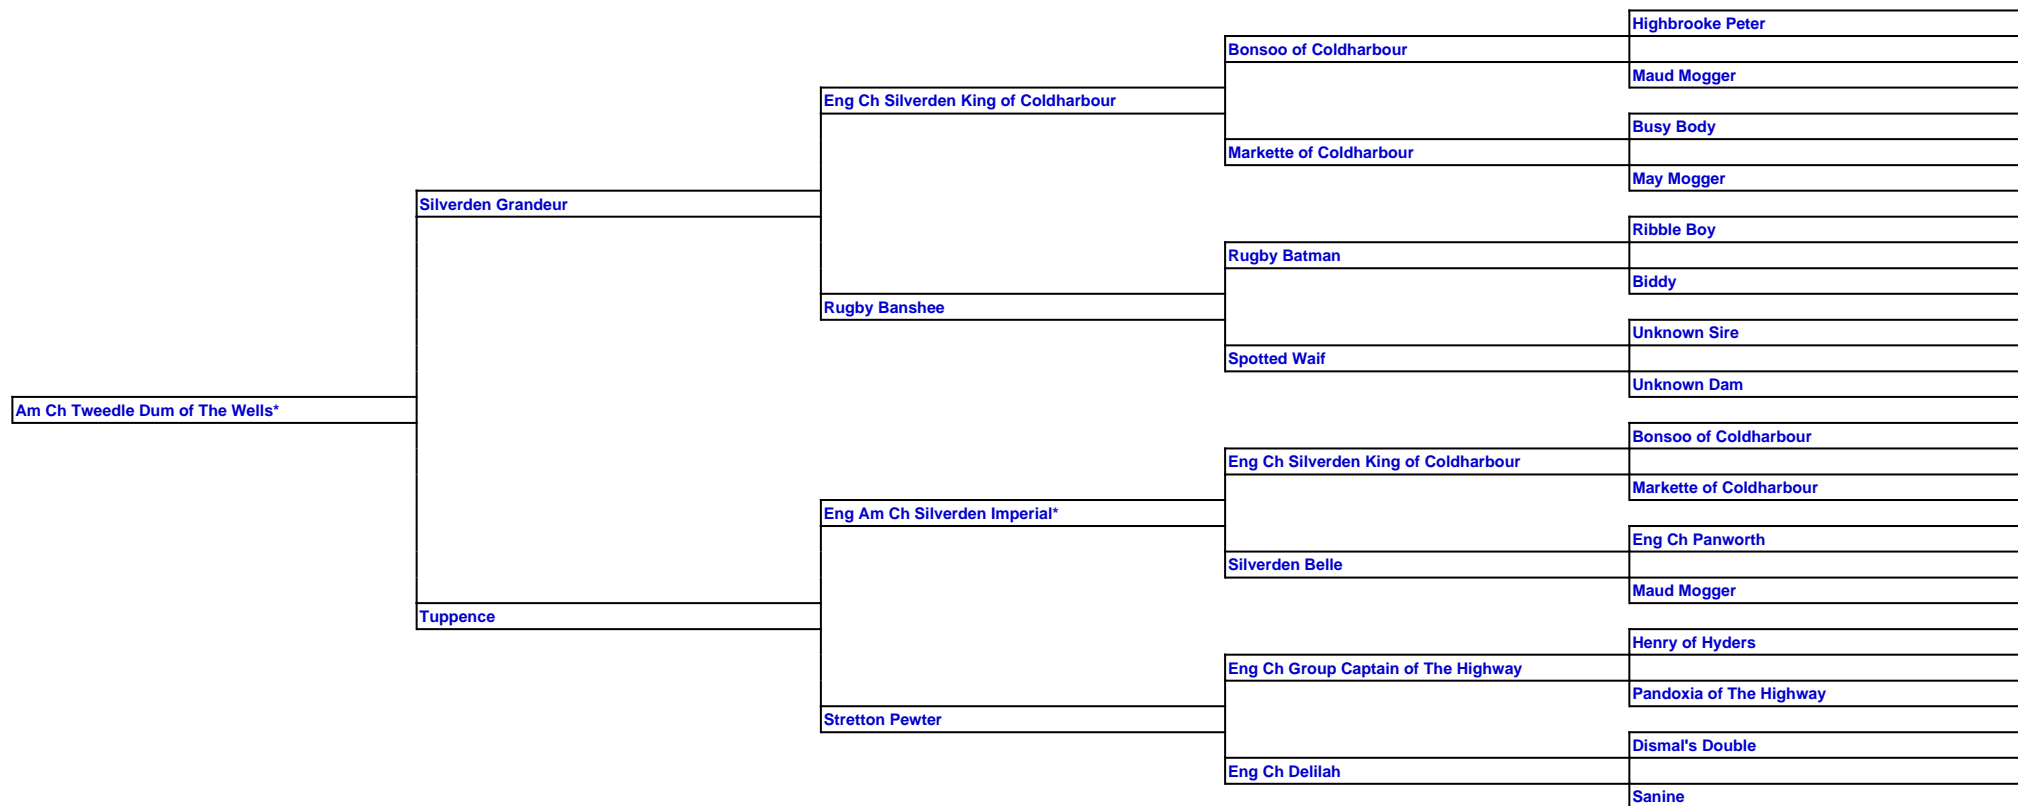 Highbrooke Peter
Bonsoo of Coldharbour
Maud Mogger
Eng Ch Silverden King of Coldharbour
Busy Body
Markette of Coldharbour
May Mogger
Silverden Grandeur
Ribble Boy
Rugby Batman
Biddy
Rugby Banshee
Unknown Sire
Spotted Waif
Unknown Dam
Am Ch Tweedle Dum of The Wells*
Bonsoo of Coldharbour
Eng Ch Silverden King of Coldharbour
Markette of Coldharbour
Eng Am Ch Silverden Imperial*
Eng Ch Panworth
Silverden Belle
Maud Mogger
Tuppence
Henry of Hyders
Eng Ch Group Captain of The Highway
Pandoxia of The Highway
Stretton Pewter
Dismal's Double
Eng Ch Delilah
Sanine